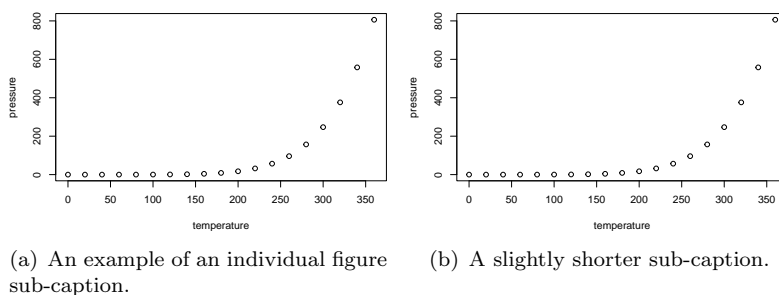 800
600
400
200
0
pressure
0 50 100 150 200 250 300 350
temperature
(a) An example of an individual figure
sub-caption.
800
600
400
200
0
pressure
0 50 100 150 200 250 300 350
temperature
(b) A slightly shorter sub-caption.